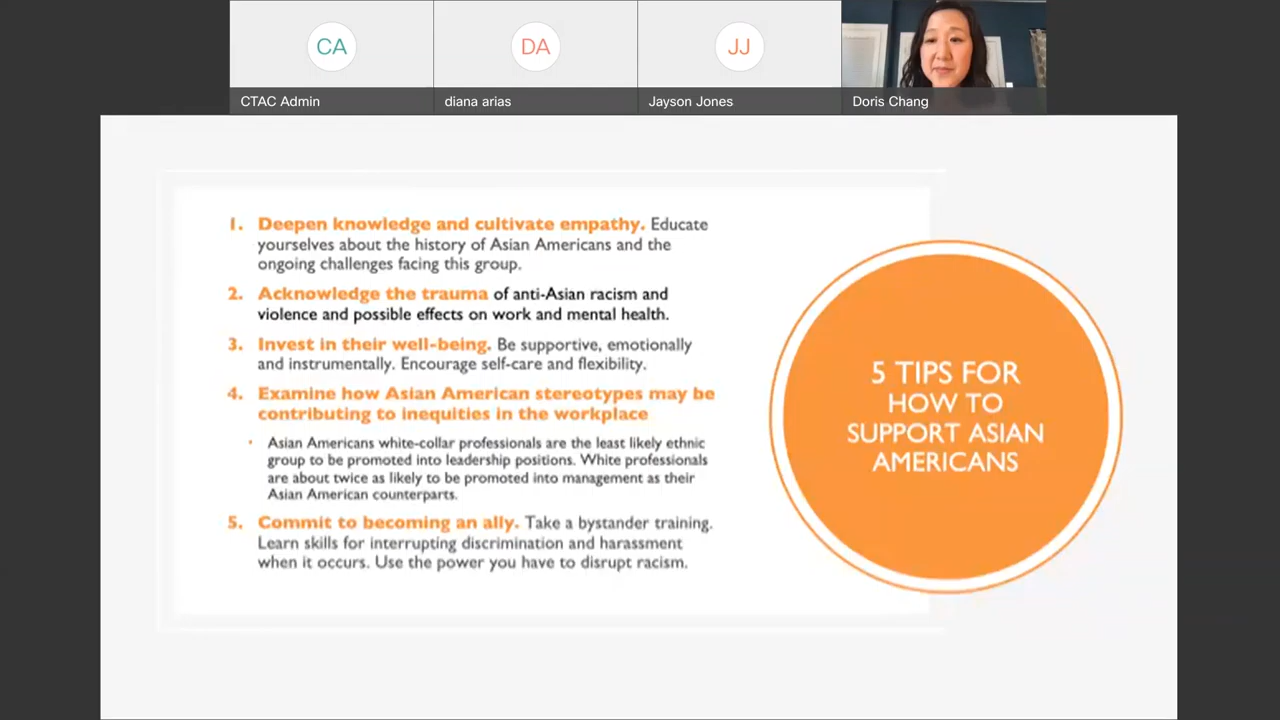 CA
DA
JJ
CTAC Admin
diana arias
Jayson Jones
Doris Chang
1. Deepen knowledge and cultivate empathy. Educate
yourselves about the history of Asian Americans and the
ongoing challenges facing this group.
2. Acknowledge the trauma of anti-Asian racism and
violence and possible effects on work and mental health.
3. Invest in their well-being. Be supportive, emotionally
and instrumentally. Encourage self-care and flexibility.
4. Examine how Asian American stereotypes may be
contributing to inequities in the workplace
• Asian Americans white-collar professionals are the least likely ethnic
group to be promoted into leadership positions. White professionals
are about twice as likely to be promoted into management as their
Asian American counterparts.
5. Commit to becoming an ally. Take a bystander training.
Learn skills for interrupting discrimination and harassment
when it occurs. Use the power you have to disrupt racism.
5 TIPS FOR
HOW TO
SUPPORT ASIAN
AMERICANS